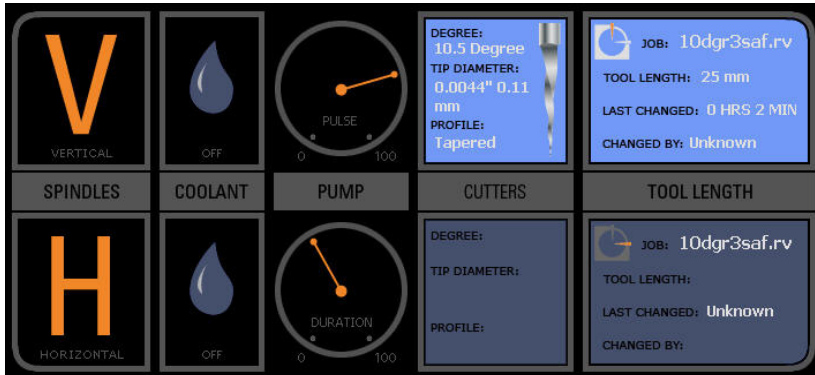 V
VERTICAL
OFF
PULSE
0 100
DEGREE:
10.5 Degree
TIP DIAMETER:
0.0044" 0.11
mm
PROFILE:
Tapered
JOB: 10dgr3saf.rv
TOOL LENGTH: 25 mm
LAST CHANGED: 0 HRS 2 MIN
CHANGED BY: Unknown
SPINDLES COOLANT PUMP CUTTERS TOOL LENGTH
H
HORIZONTAL
OFF
DURATION
0 100
DEGREE:
TIP DIAMETER:
PROFILE:
JOB: 10dgr3saf.rv
TOOL LENGTH:
LAST CHANGED: Unknown
CHANGED BY: